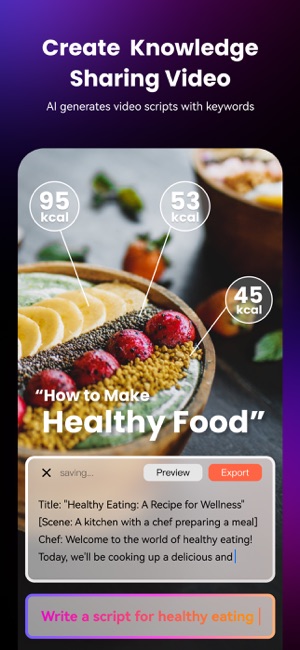 Create Knowledge
Sharing Video
AI generates video scripts with keywords
95
kcal
53
kcal
45
kcal
“How to Make
Healthy Food”
saving...
Preview
Export
Title: "Healthy Eating: A Recipe for Wellness"
[Scene: A kitchen with a chef preparing a meal]
Chef: Welcome to the world of healthy eating!
Today, we'll be cooking up a delicious and
Write a script for healthy eating